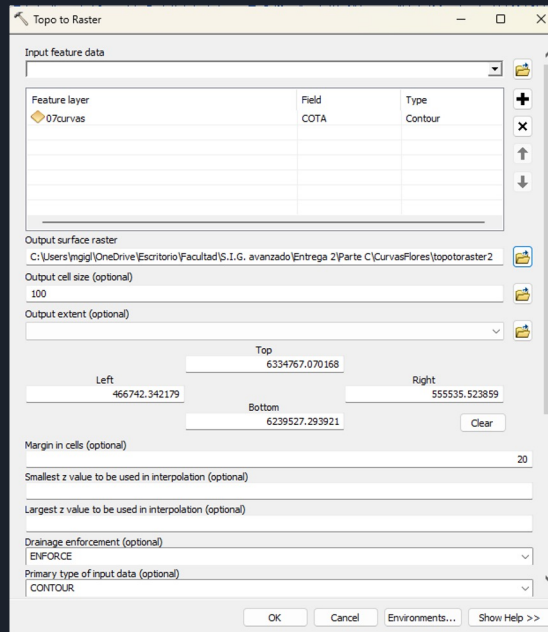 Topo to Raster
Input feature data
Feature layer Field Type
07curvas COTA Contour
Output surface raster
C:\Users\mgigl\OneDrive\Escritorio\Facultad\S.I.G. avanzado\Entrega 2\Parte C\CurvasFlores\topotoraster2
Output cell size (optional)
100
Output extent (optional)
Top
6334767.070168
Left Right
466742.342179 555535.523859
Bottom
6239527.293921
Clear
Margin in cells (optional)
20
Smallest z value to be used in interpolation (optional)
Largest z value to be used in interpolation (optional)
Drainage enforcement (optional)
ENFORCE
Primary type of input data (optional)
CONTOUR
OK Cancel Environments... Show Help >>